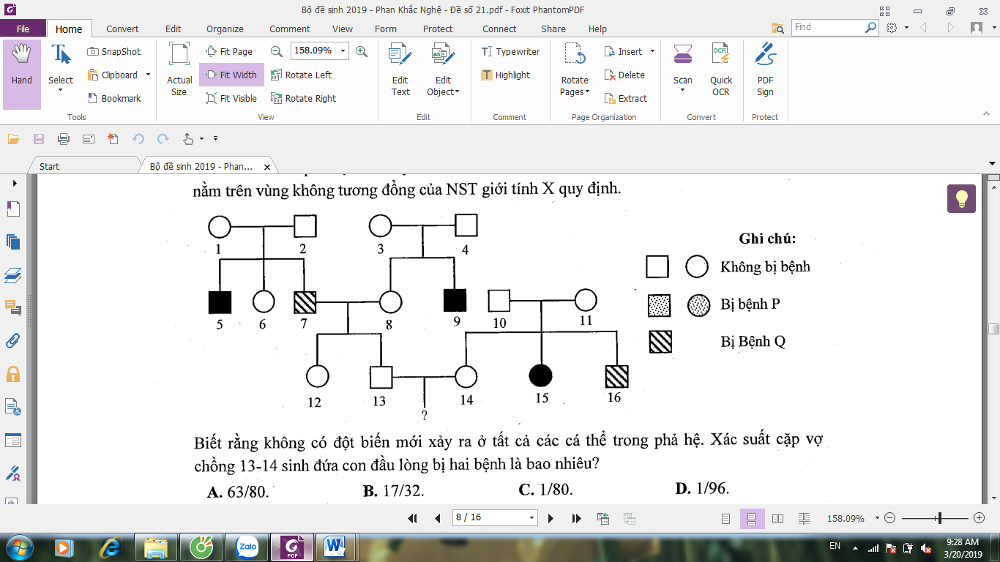 Bộ đề sinh 2019 - Phan Khắc Nghệ - Đề số 21.pdf - Foxit PhantomPDF
File Home Convert Edit Organize Comment View Form Protect Connect Share Help Find
Hand
Select
SnapShot
Clipboard
Bookmark
Tools
Actual Size
Fit Page
Fit Width
Fit Visible
158.09%
Rotate Left
Rotate Right
View
Edit Text
Edit Object
Edit
Typewriter
Highlight
Comment
Rotate Pages
Insert
Delete
Extract
Page Organization
Scan
Quick OCR
Convert
PDF Sign
Protect
Start
Bộ đề sinh 2019 - Phan...
nằm trên vùng không tương đồng của NST giới tính X quy định.
1 2 3 4
Ghi chú:
Không bị bệnh
Bị bệnh P
Bị Bệnh Q
5 6 7 8 9 10 11
12 13 14 15 16
?
Biết rằng không có đột biến mới xảy ra ở tất cả các cá thể trong phả hệ. Xác suất cặp vợ
chồng 13-14 sinh đứa con đầu lòng bị hai bệnh là bao nhiêu?
A. 63/80. B. 17/32. C. 1/80. D. 1/96.
8 / 16
158.09%
Zalo
PDF
EN
9:28 AM
3/20/2019